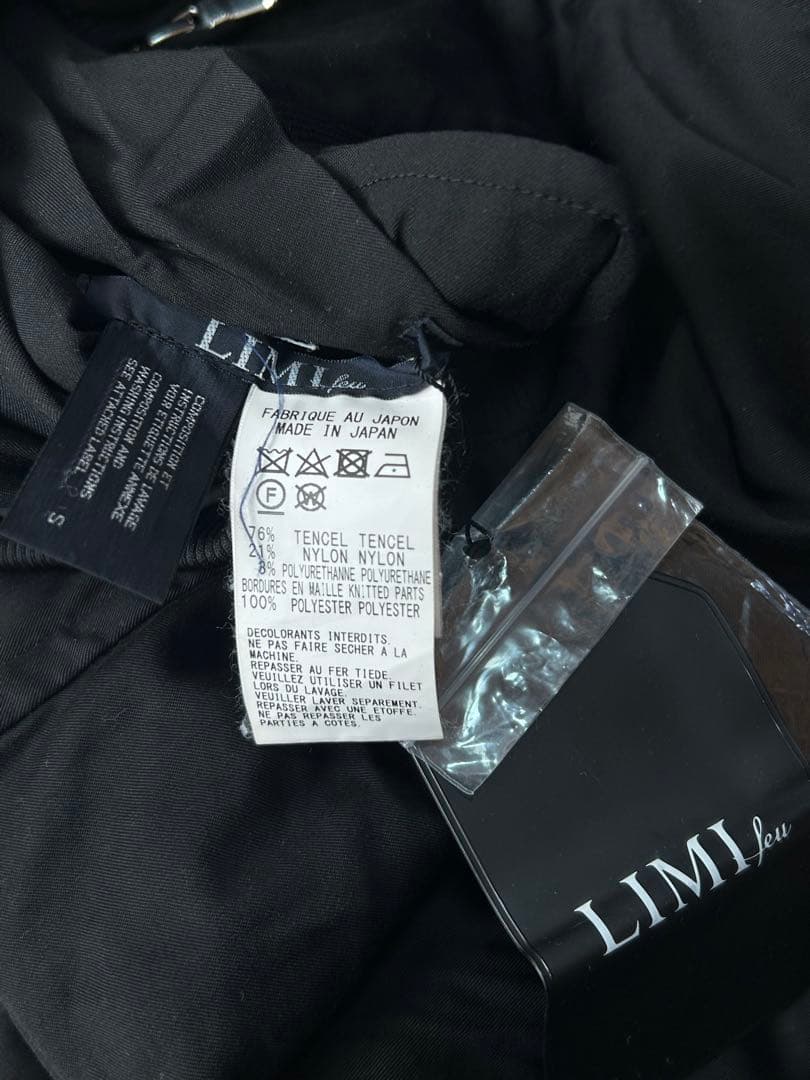 LIMI feu
COMPOSITION ET
INSTRUCTIONS DE LAVAGE
VOIR ETIQUETTE ANNEXE
COMPOSITION AND
WASHING INSTRUCTIONS
SEE ATTACHED LABEL
S
FABRIQUE AU JAPON
MADE IN JAPAN
F
W
76% TENCEL TENCEL
21% NYLON NYLON
3% POLYURETHANNE POLYURETHANE
BORDURES EN MAILLE KNITTED PARTS
100% POLYESTER POLYESTER
DECOLORANTS INTERDITS.
NE PAS FAIRE SECHER A LA
MACHINE.
REPASSER AU FER TIEDE.
VEUILLEZ UTILISER UN FILET
LORS DU LAVAGE.
VEUILLER LAVER SEPAREMENT.
REPASSER AVEC UNE ETOFFE.
NE PAS REPASSER LES
PARTIES A COTES.
LIMI feu